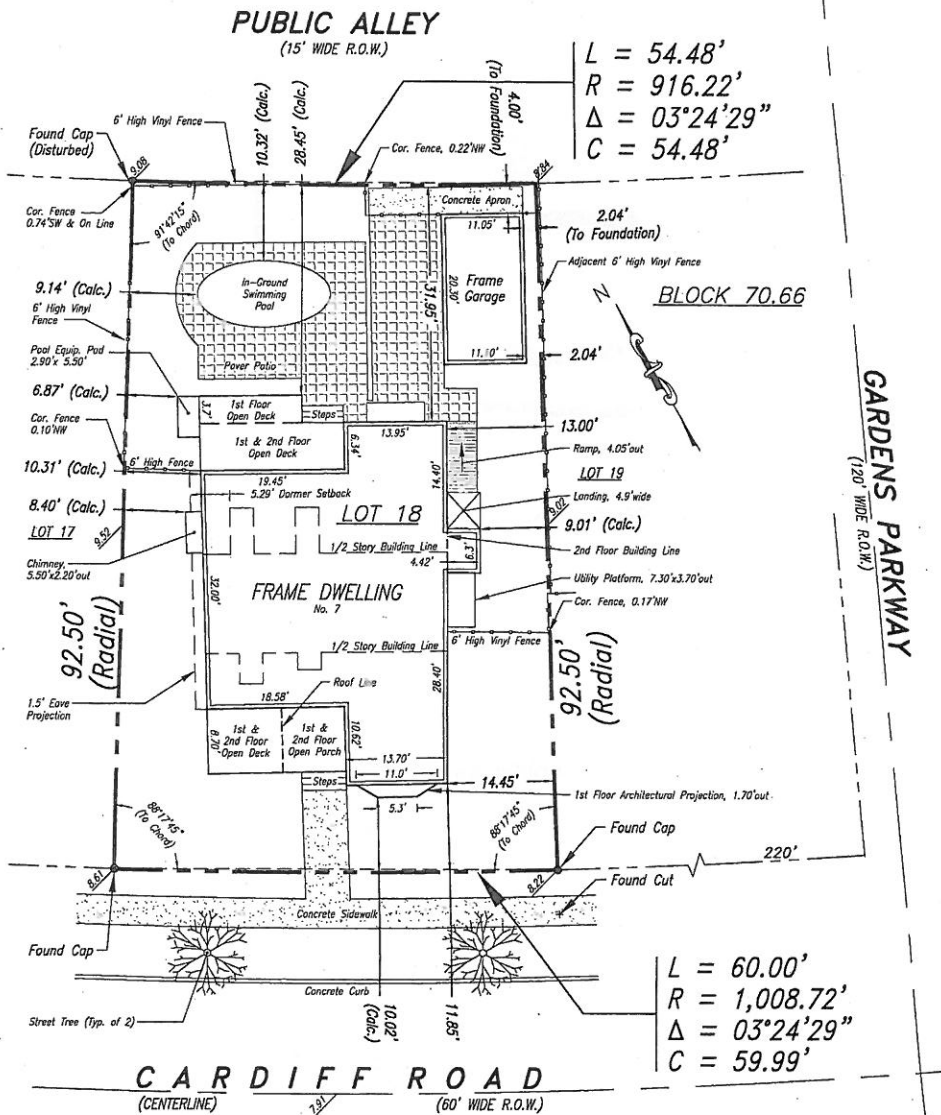 PUBLIC ALLEY
(15' WIDE R.O.W.)
L = 54.48'
R = 916.22'
Δ = 03°24'29"
C = 54.48'
Found Cap
(Disturbed)
9.08
6' High Vinyl Fence
10.32' (Calc.)
28.45' (Calc.)
4.00'
(To Foundation)
Cor. Fence, 0.22'NW
9.84
Cor. Fence
0.74'SW & On Line
91°42'15"
(To Chord)
Concrete Apron
11.05'
2.04'
(To Foundation)
Adjacent 6' High Vinyl Fence
BLOCK 70.66
9.14' (Calc.)
In-Ground
Swimming
Pool
31.95'
20.30'
Frame
Garage
N
6' High Vinyl
Fence
Pool Equip. Pad
2.90'x 5.50'
Paver Patio
11.10'
2.04'
6.87' (Calc.)
3.7'
1st Floor
Open Deck
Steps
Cor. Fence
0.10'NW
1st & 2nd Floor
Open Deck
6.34'
13.95'
13.00'
Ramp, 4.05'out
GARDENS PARKWAY
(120' WIDE R.O.W.)
10.31' (Calc.)
6' High Fence
19.45'
14.40'
LOT 19
5.29' Dormer Setback
Landing, 4.9'wide
8.40' (Calc.)
LOT 17
9.52
LOT 18
9.02
9.01' (Calc.)
1/2 Story Building Line
4.42'
9.3'
2nd Floor Building Line
Chimney,
5.50'x2.20'out
32.00'
FRAME DWELLING
No. 7
Utility Platform, 7.30'x3.70'out
Cor. Fence, 0.17'NW
92.50'
(Radial)
1/2 Story Building Line
6' High Vinyl Fence
92.50'
(Radial)
Roof Line
28.40'
1.5' Eave
Projection
18.58'
8.70'
1st &
2nd Floor
Open Deck
1st &
2nd Floor
Open Porch
10.62'
13.70'
11.0'
Steps
14.45'
5.3'
1st Floor Architectural Projection, 1.70'out
88°17'45"
(To Chord)
88°17'45"
(To Chord)
Found Cap
220'
8.61
8.22
Found Cut
Concrete Sidewalk
Found Cap
L = 60.00'
R = 1,008.72'
Δ = 03°24'29"
C = 59.99'
Concrete Curb
Street Tree (Typ. of 2)
10.02'
(Calc.)
11.85'
CARDIFF ROAD
(CENTERLINE)
7.91
(60' WIDE R.O.W.)